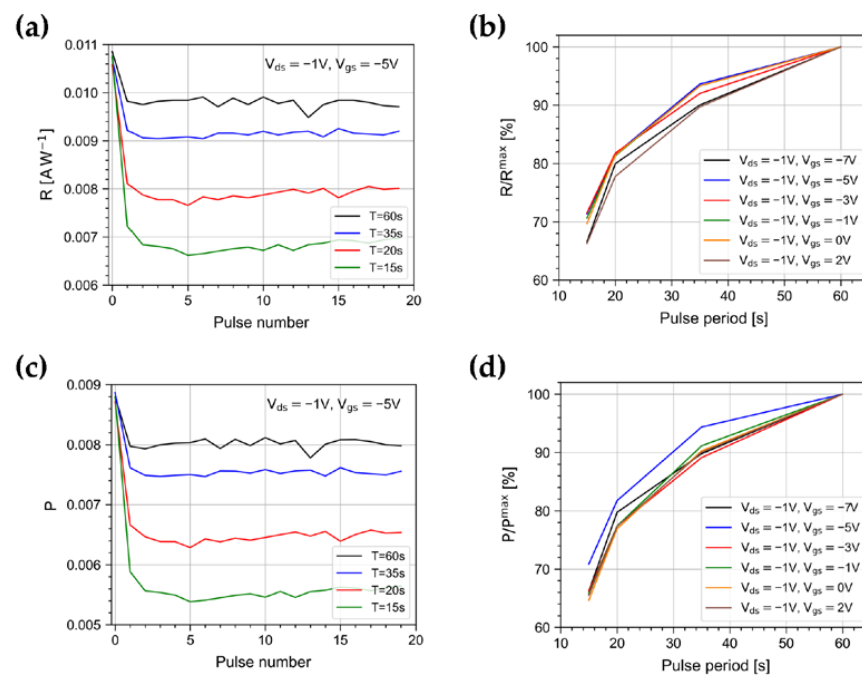 (a)
0.011
0.010
0.009
0.008
0.007
0.006
R [A W⁻¹]
V_ds = −1V, V_gs = −5V
T=60s
T=35s
T=20s
T=15s
0 5 10 15 20
Pulse number
(b)
100
90
80
70
60
R/R^max [%]
V_ds = −1V, V_gs = −7V
V_ds = −1V, V_gs = −5V
V_ds = −1V, V_gs = −3V
V_ds = −1V, V_gs = −1V
V_ds = −1V, V_gs = 0V
V_ds = −1V, V_gs = 2V
10 20 30 40 50 60
Pulse period [s]
(c)
0.009
0.008
0.007
0.006
0.005
P
V_ds = −1V, V_gs = −5V
T=60s
T=35s
T=20s
T=15s
0 5 10 15 20
Pulse number
(d)
100
90
80
70
60
P/P^max [%]
V_ds = −1V, V_gs = −7V
V_ds = −1V, V_gs = −5V
V_ds = −1V, V_gs = −3V
V_ds = −1V, V_gs = −1V
V_ds = −1V, V_gs = 0V
V_ds = −1V, V_gs = 2V
10 20 30 40 50 60
Pulse period [s]